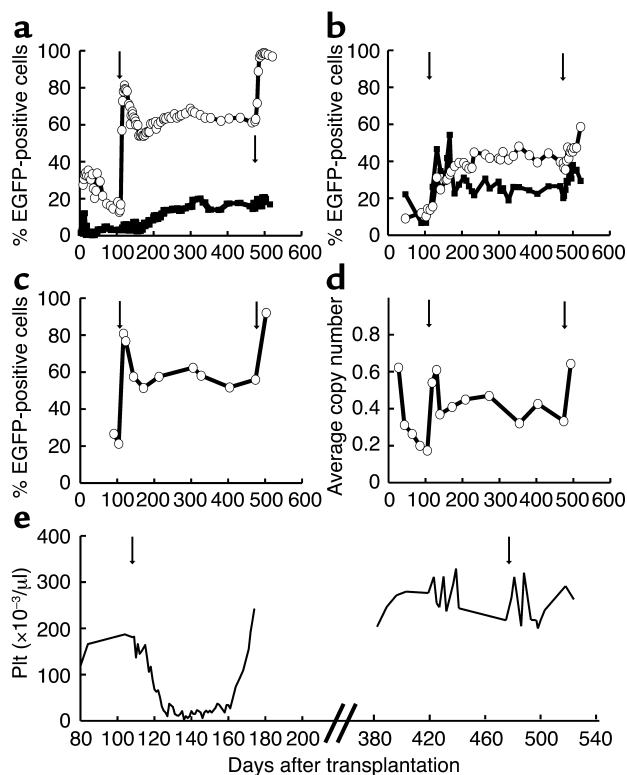 a
% EGFP-positive cells
100
80
60
40
20
0
0 100 200 300 400 500 600
b
% EGFP-positive cells
100
80
60
40
20
0
0 100 200 300 400 500 600
c
% EGFP-positive cells
100
80
60
40
20
0
0 100 200 300 400 500 600
d
Average copy number
0.8
0.6
0.4
0.2
0
0 100 200 300 400 500 600
e
Plt (×10⁻³/μl)
400
300
200
100
0
80 100 120 140 160 180 200 380 420 460 500 540
Days after transplantation